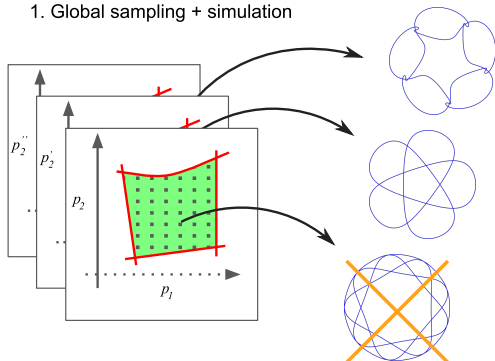 1. Global sampling + simulation
p₂''
p₂'
p₂
p₁